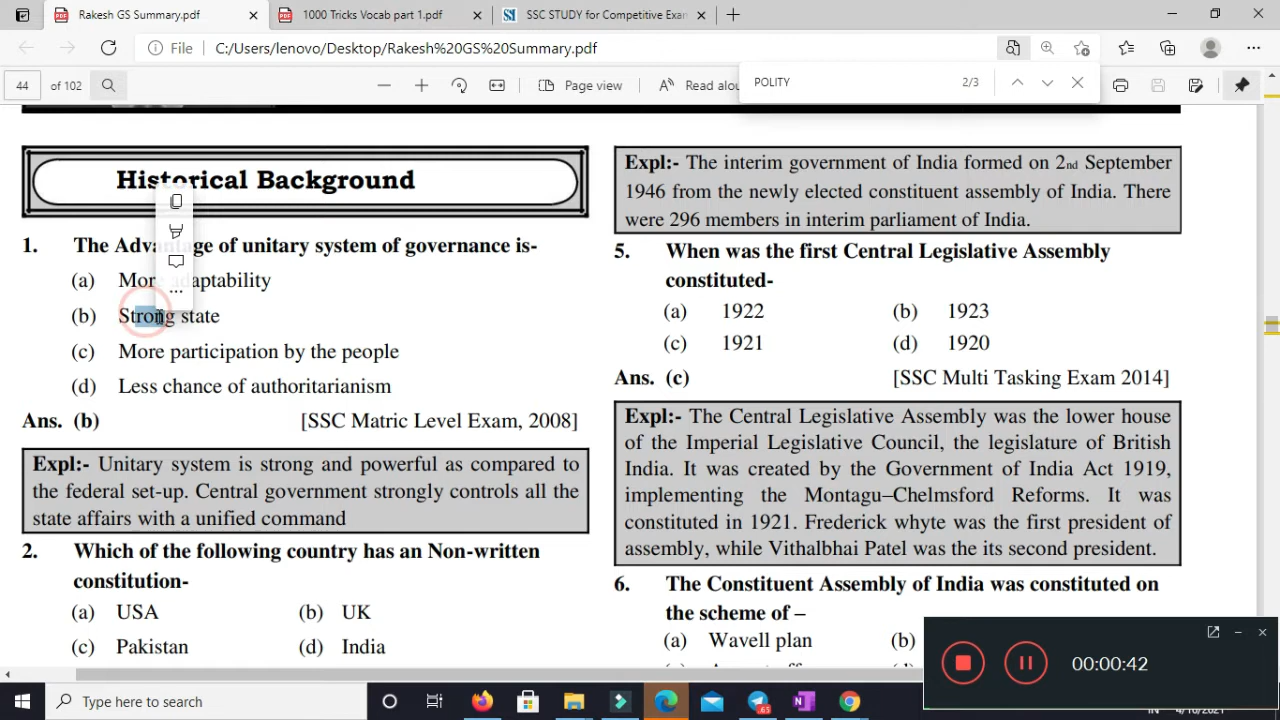 Rakesh GS Summary.pdf
1000 Tricks Vocab part 1.pdf
SI
SSC STUDY for Competitive Exar
File
C:/Users/lenovo/Desktop/Rakesh%20GS%20Summary.pdf
44 of 102
Page view
Read alou
POLITY 2/3
Historical Background
1. The Advantage of unitary system of governance is-
(a) More adaptability
(b) Strong state
(c) More participation by the people
(d) Less chance of authoritarianism
Ans. (b) [SSC Matric Level Exam, 2008]
Expl:- Unitary system is strong and powerful as compared to
the federal set-up. Central government strongly controls all the
state affairs with a unified command
2. Which of the following country has an Non-written
constitution-
(a) USA (b) UK
(c) Pakistan (d) India
Expl:- The interim government of India formed on 2nd September
1946 from the newly elected constituent assembly of India. There
were 296 members in interim parliament of India.
5. When was the first Central Legislative Assembly
constituted-
(a) 1922 (b) 1923
(c) 1921 (d) 1920
Ans. (c) [SSC Multi Tasking Exam 2014]
Expl:- The Central Legislative Assembly was the lower house
of the Imperial Legislative Council, the legislature of British
India. It was created by the Government of India Act 1919,
implementing the Montagu–Chelmsford Reforms. It was
constituted in 1921. Frederick whyte was the first president of
assembly, while Vithalbhai Patel was the its second president.
6. The Constituent Assembly of India was constituted on
the scheme of –
(a) Wavell plan (b)
00:00:42
Type here to search
65
IN